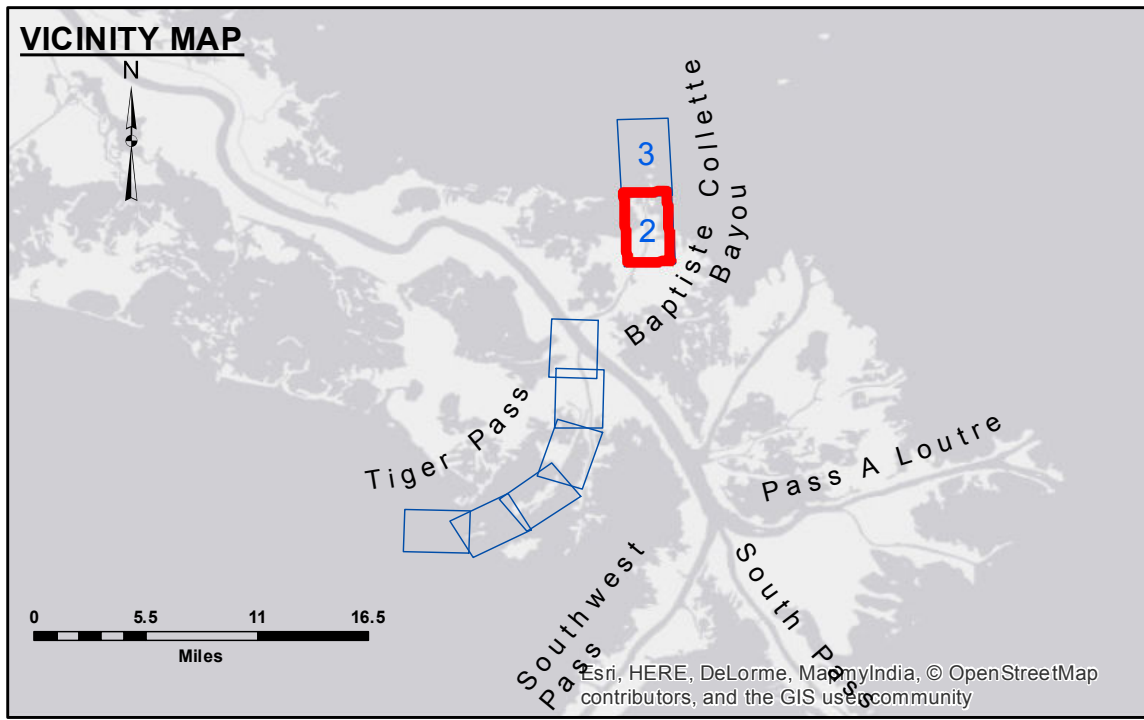 VICINITY MAP
N
3
2
Baptiste Collette
Bayou
Tiger Pass
Pass A Loutre
Southwest
Pass
South Pass
0 5.5 11 16.5
Miles
Esri, HERE, DeLorme, MapmyIndia, © OpenStreetMap
contributors, and the GIS user community